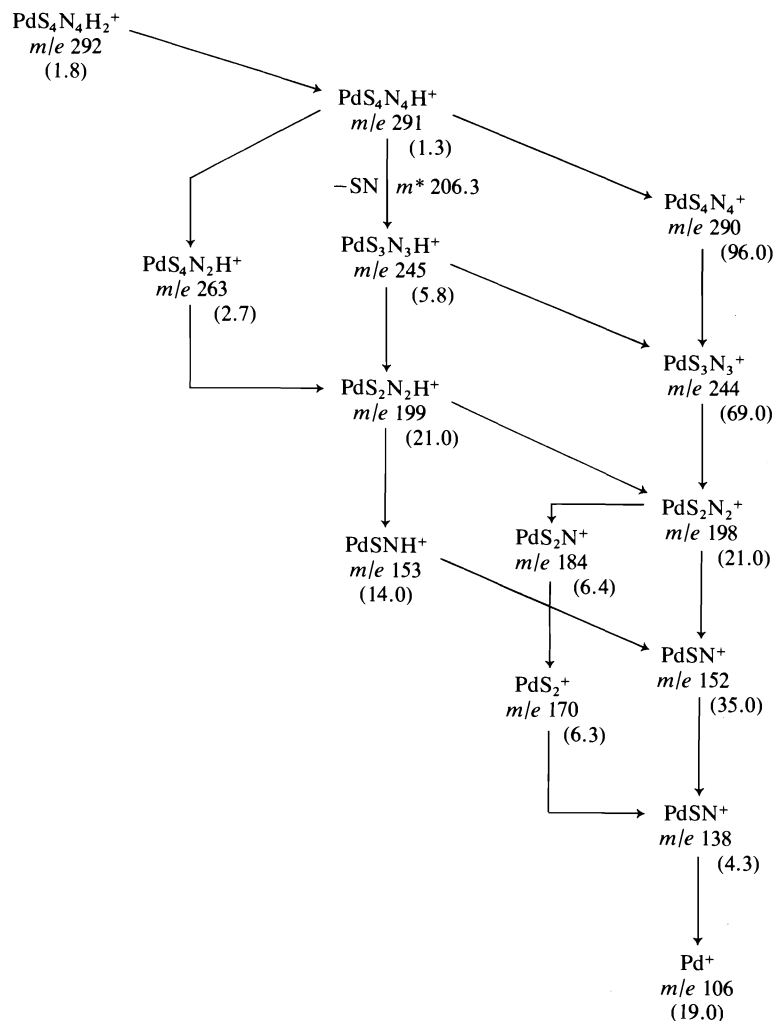 PdS₄N₄H₂⁺
m/e 292
(1.8)
PdS₄N₄H⁺
m/e 291
(1.3)
−SN m* 206.3
PdS₄N₄⁺
m/e 290
(96.0)
PdS₄N₂H⁺
m/e 263
(2.7)
PdS₃N₃H⁺
m/e 245
(5.8)
PdS₃N₃⁺
m/e 244
(69.0)
PdS₂N₂H⁺
m/e 199
(21.0)
PdS₂N₂⁺
m/e 198
(21.0)
PdS₂N⁺
m/e 184
(6.4)
PdSNH⁺
m/e 153
(14.0)
PdSN⁺
m/e 152
(35.0)
PdS₂⁺
m/e 170
(6.3)
PdSN⁺
m/e 138
(4.3)
Pd⁺
m/e 106
(19.0)